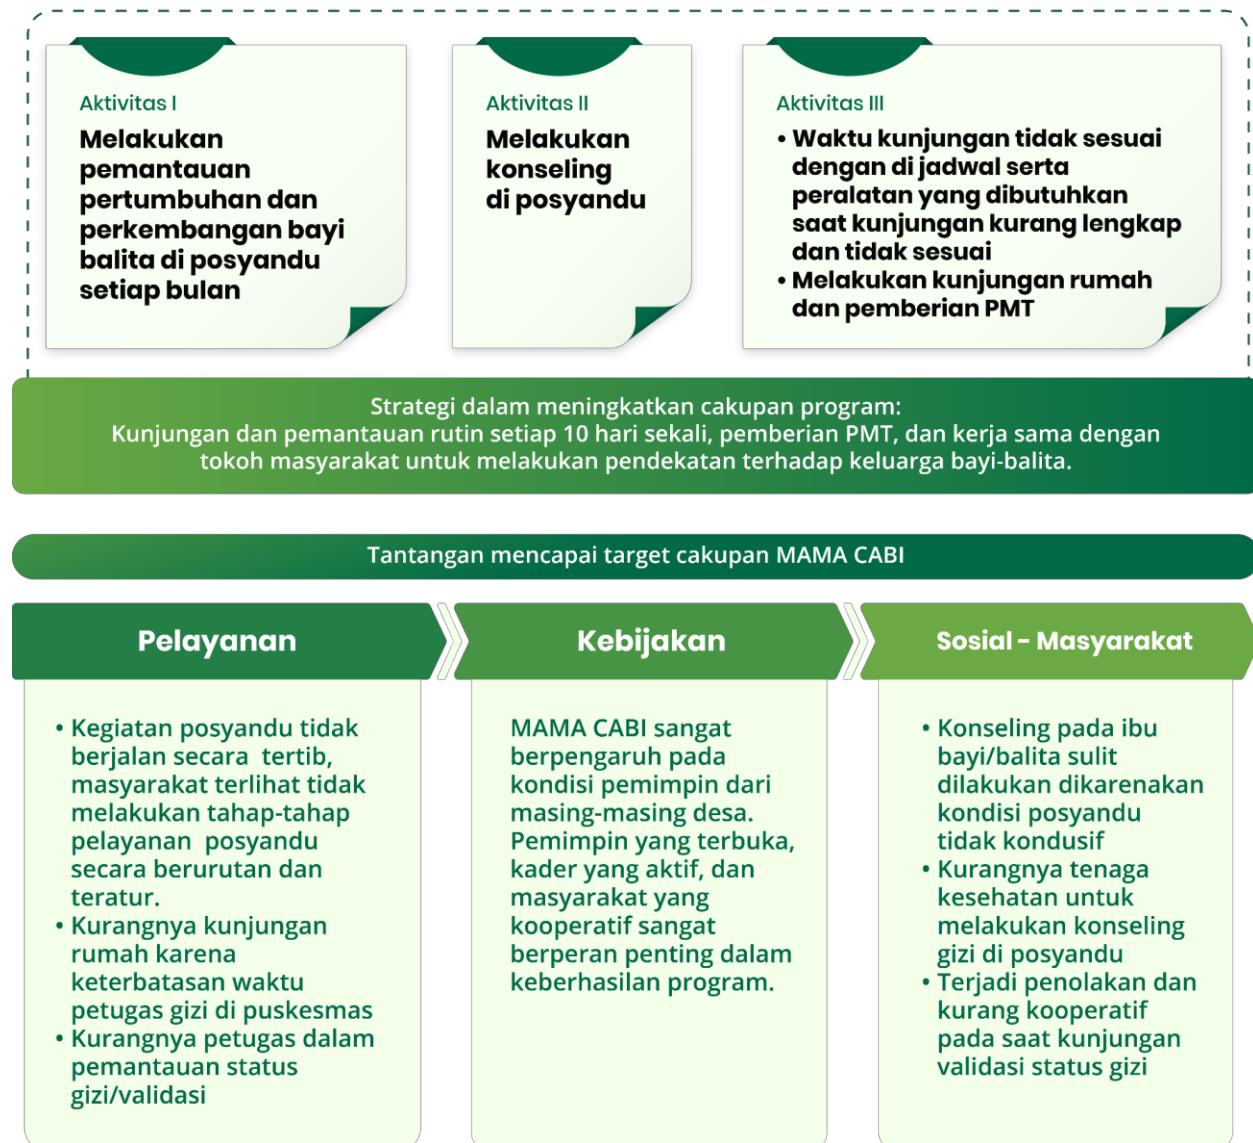 Aktivitas I
Melakukan
pemantauan
pertumbuhan dan
perkembangan bayi
balita di posyandu
setiap bulan
Aktivitas II
Melakukan
konseling
di posyandu
Aktivitas III
• Waktu kunjungan tidak sesuai
dengan di jadwal serta
peralatan yang dibutuhkan
saat kunjungan kurang lengkap
dan tidak sesuai
• Melakukan kunjungan rumah
dan pemberian PMT
Strategi dalam meningkatkan cakupan program:
Kunjungan dan pemantauan rutin setiap 10 hari sekali, pemberian PMT, dan kerja sama dengan
tokoh masyarakat untuk melakukan pendekatan terhadap keluarga bayi-balita.
Tantangan mencapai target cakupan MAMA CABI
Pelayanan
• Kegiatan posyandu tidak
berjalan secara tertib,
masyarakat terlihat tidak
melakukan tahap-tahap
pelayanan posyandu
secara berurutan dan
teratur.
• Kurangnya kunjungan
rumah karena
keterbatasan waktu
petugas gizi di puskesmas
• Kurangnya petugas dalam
pemantauan status
gizi/validasi
Kebijakan
MAMA CABI sangat
berpengaruh pada
kondisi pemimpin dari
masing-masing desa.
Pemimpin yang terbuka,
kader yang aktif, dan
masyarakat yang
kooperatif sangat
berperan penting dalam
keberhasilan program.
Sosial - Masyarakat
• Konseling pada ibu
bayi/balita sulit
dilakukan dikarenakan
kondisi posyandu
tidak kondusif
• Kurangnya tenaga
kesehatan untuk
melakukan konseling
gizi di posyandu
• Terjadi penolakan dan
kurang kooperatif
pada saat kunjungan
validasi status gizi